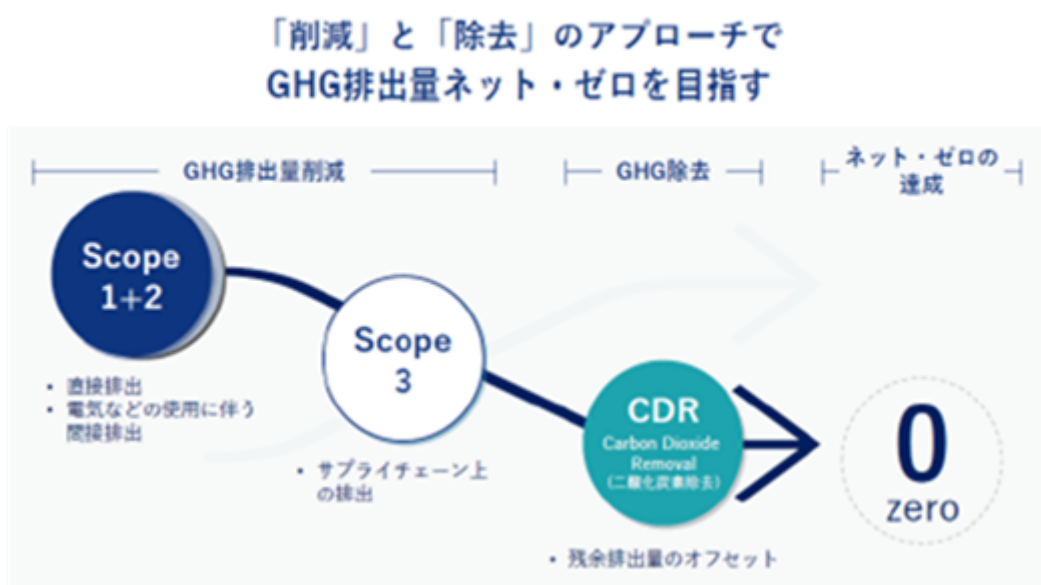 「削減」と「除去」のアプローチで
GHG排出量ネット・ゼロを目指す
GHG排出量削減
GHG除去
ネット・ゼロの
達成
Scope
1+2
• 直接排出
• 電気などの使用に伴う
間接排出
Scope
3
• サプライチェーン上
の排出
CDR
Carbon Dioxide
Removal
(二酸化炭素除去)
• 残余排出量のオフセット
0
zero